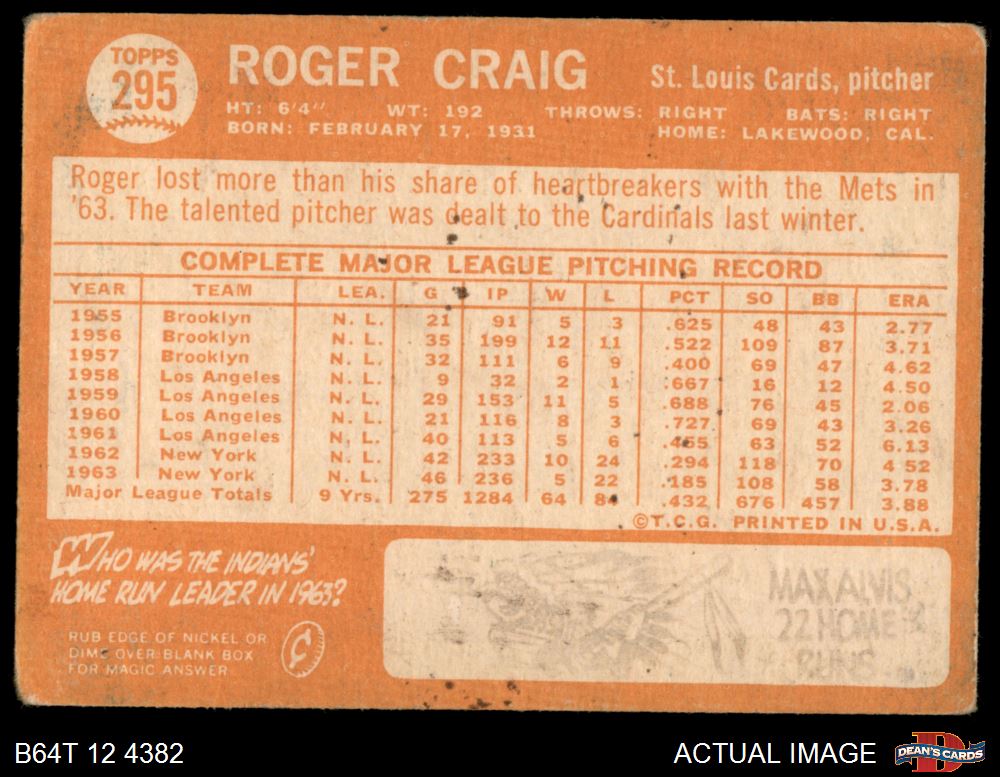 TOPPS
295
ROGER CRAIG
St. Louis Cards, pitcher
HT: 6'4" WT: 192 THROWS: RIGHT BATS: RIGHT
BORN: FEBRUARY 17, 1931 HOME: LAKEWOOD, CAL.
Roger lost more than his share of heartbreakers with the Mets in
'63. The talented pitcher was dealt to the Cardinals last winter.
COMPLETE MAJOR LEAGUE PITCHING RECORD
YEAR TEAM LEA. G IP W L PCT SO BB ERA
1955 Brooklyn N. L. 21 91 5 3 .625 48 43 2.77
1956 Brooklyn N. L. 35 199 12 11 .522 109 87 3.71
1957 Brooklyn N. L. 32 111 6 9 .400 69 47 4.62
1958 Los Angeles N. L. 9 32 2 1 .667 16 12 4.50
1959 Los Angeles N. L. 29 153 11 5 .688 76 45 2.06
1960 Los Angeles N. L. 21 116 8 3 .727 69 43 3.26
1961 Los Angeles N. L. 40 113 5 6 .455 63 52 6.13
1962 New York N. L. 42 233 10 24 .294 118 70 4.52
1963 New York N. L. 46 236 5 22 .185 108 58 3.78
Major League Totals 9 Yrs. 275 1284 64 84 .432 676 457 3.88
©T.C.G. PRINTED IN U.S.A.
WHO WAS THE INDIANS'
HOME RUN LEADER IN 1963?
RUB EDGE OF NICKEL OR
DIME OVER BLANK BOX
FOR MAGIC ANSWER
¢
MAX ALVIS
22 HOME
RUNS
B64T 12 4382
ACTUAL IMAGE
D
DEAN'S CARDS